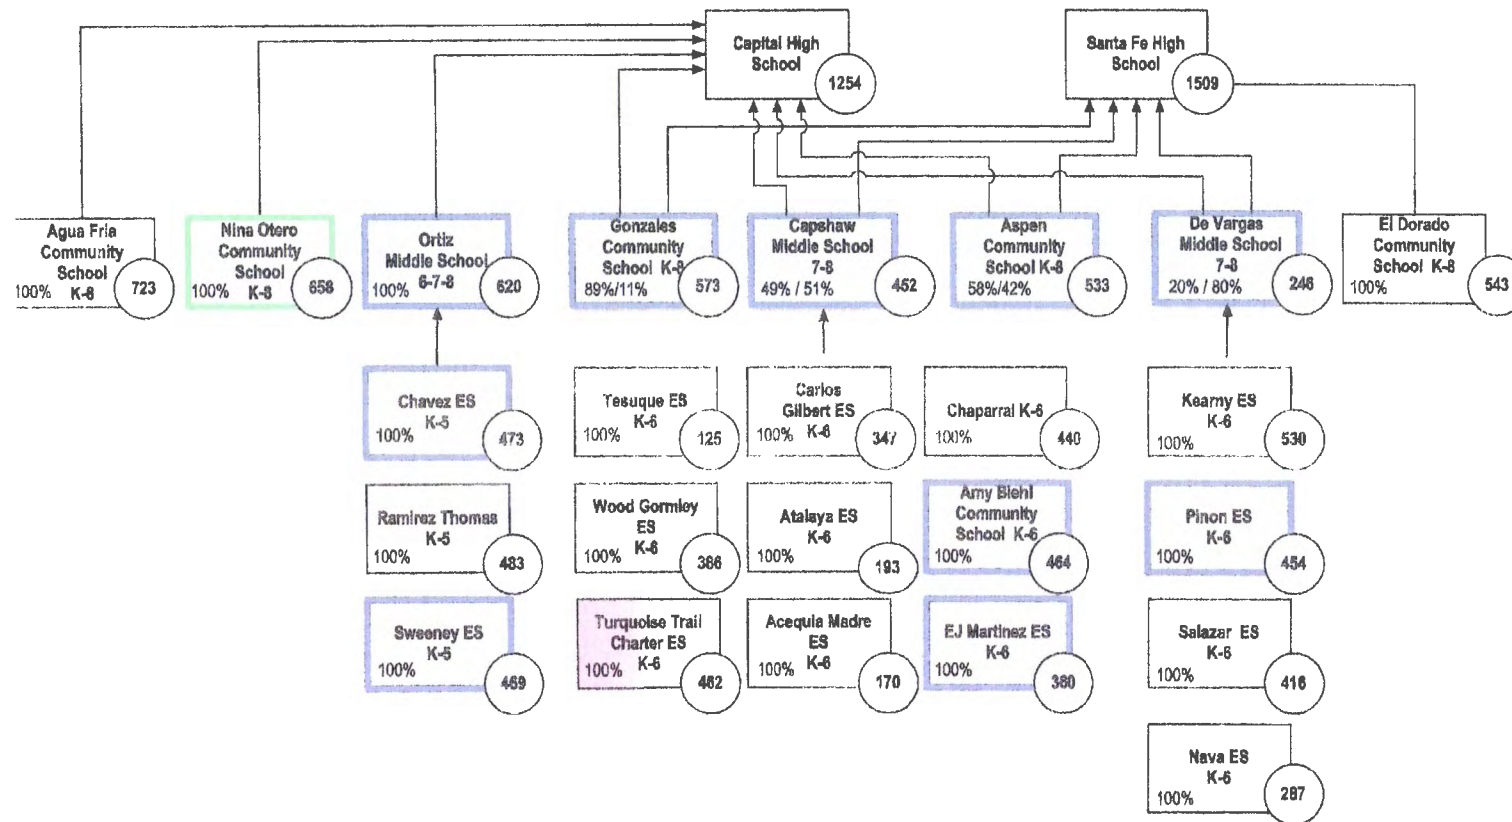 Capital High
School
1254
Santa Fe High
School
1509
Agua Fria
Community
School
100% K-8
723
Nina Otero
Community
School
100% K-8
658
Ortiz
Middle School
100% 6-7-8
620
Gonzales
Community
School K-8
89%/11%
573
Capshaw
Middle School
7-8
49% / 51%
452
Aspen
Community
School K-8
58%/42%
533
De Vargas
Middle School
7-8
20% / 80%
246
El Dorado
Community
School K-8
100%
543
Chavez ES
K-5
100%
473
Tesuque ES
K-6
100%
125
Carlos
Gilbert ES
100% K-6
347
Chaparral K-6
100%
440
Kearny ES
K-6
100%
530
Ramirez Thomas
K-5
100%
483
Wood Gormley
ES
100% K-6
386
Atalaya ES
K-6
100%
193
Amy Biehl
Community
School K-6
100%
464
Pinon ES
K-6
100%
454
Sweeney ES
K-5
100%
469
Turquoise Trail
Charter ES
100% K-6
462
Acequia Madre
ES
100% K-6
170
EJ Martinez ES
K-6
100%
380
Salazar ES
K-6
100%
416
Nava ES
K-6
100%
287